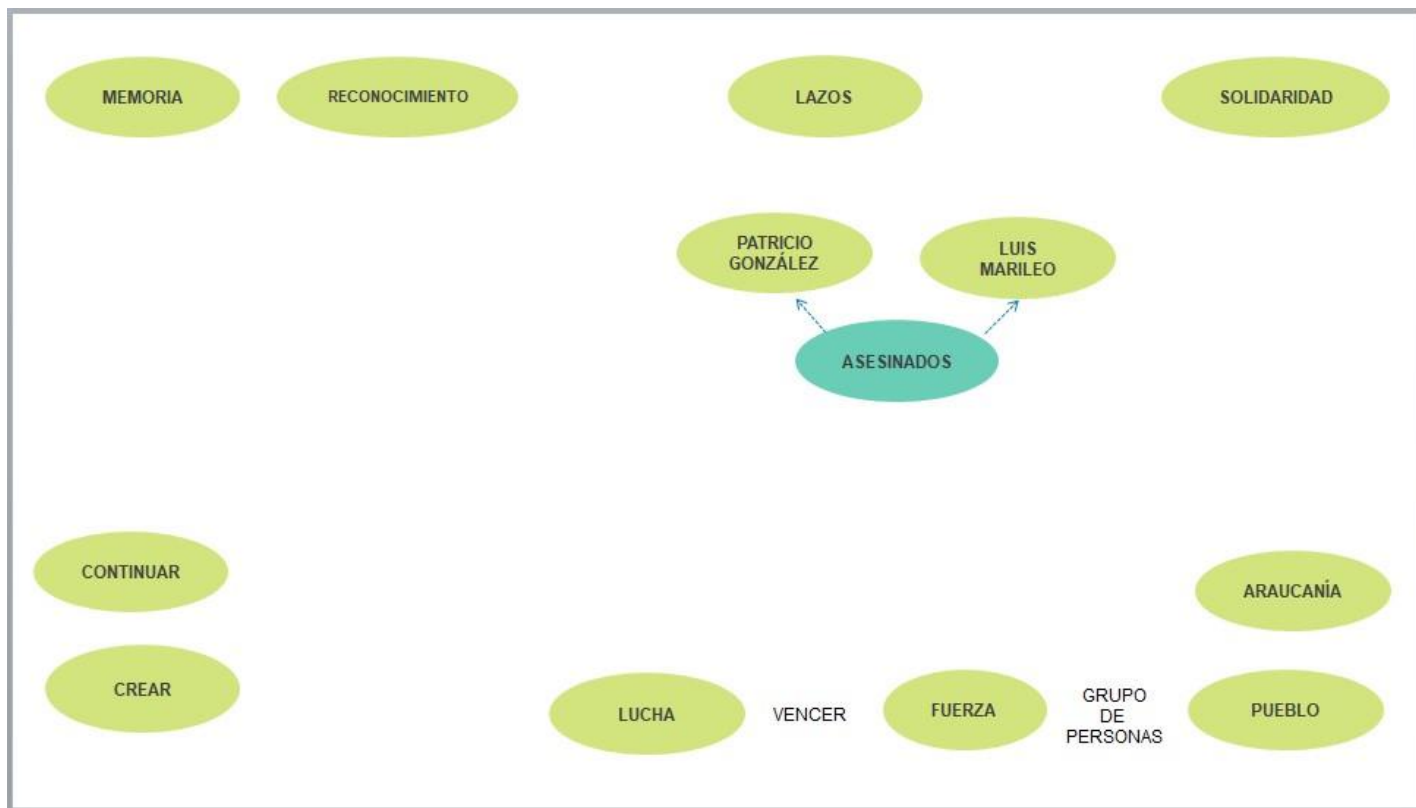 MEMORIA
RECONOCIMIENTO
LAZOS
SOLIDARIDAD
PATRICIO
GONZÁLEZ
LUIS
MARILEO
ASESINADOS
CONTINUAR
ARAUCANÍA
CREAR
LUCHA
VENCER
FUERZA
GRUPO
DE
PERSONAS
PUEBLO